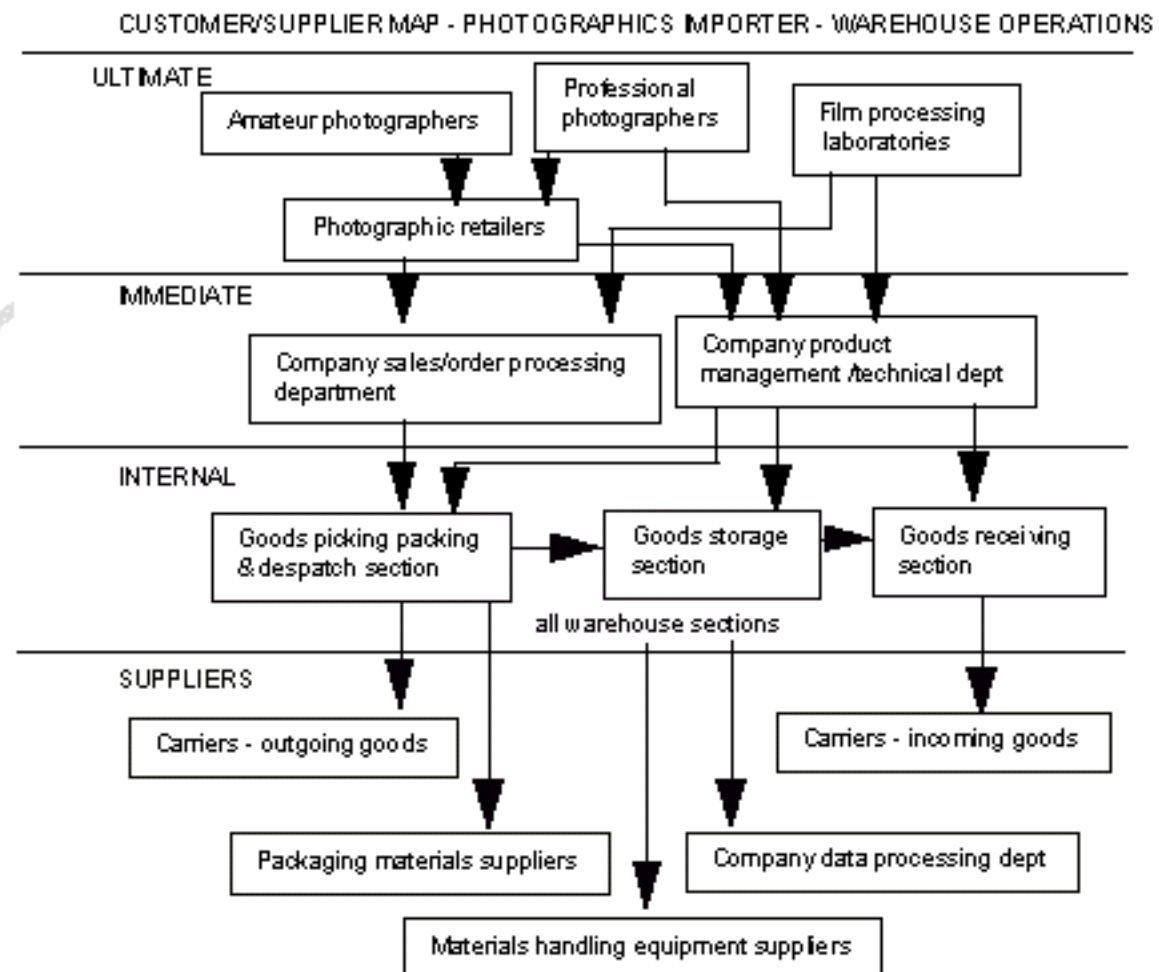 CUSTOMER/SUPPLIER MAP - PHOTOGRAPHICS IMPORTER - WAREHOUSE OPERATIONS
ULTIMATE
Amateur photographers
Professional
photographers
Film processing
laboratories
Photographic retailers
IMMEDIATE
Company sales/order processing
department
Company product
management /technical dept
INTERNAL
Goods picking packing
& despatch section
Goods storage
section
Goods receiving
section
all warehouse sections
SUPPLIERS
Carriers - outgoing goods
Carriers - incoming goods
Packaging materials suppliers
Company data processing dept
Materials handling equipment suppliers